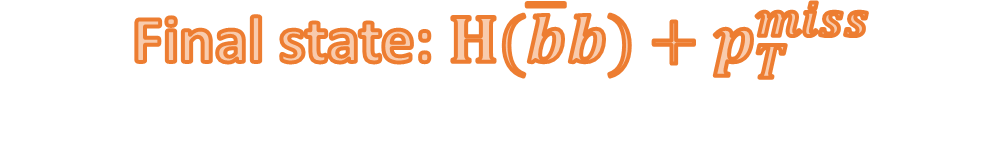 Final state: H(b̅b) + p_T^miss